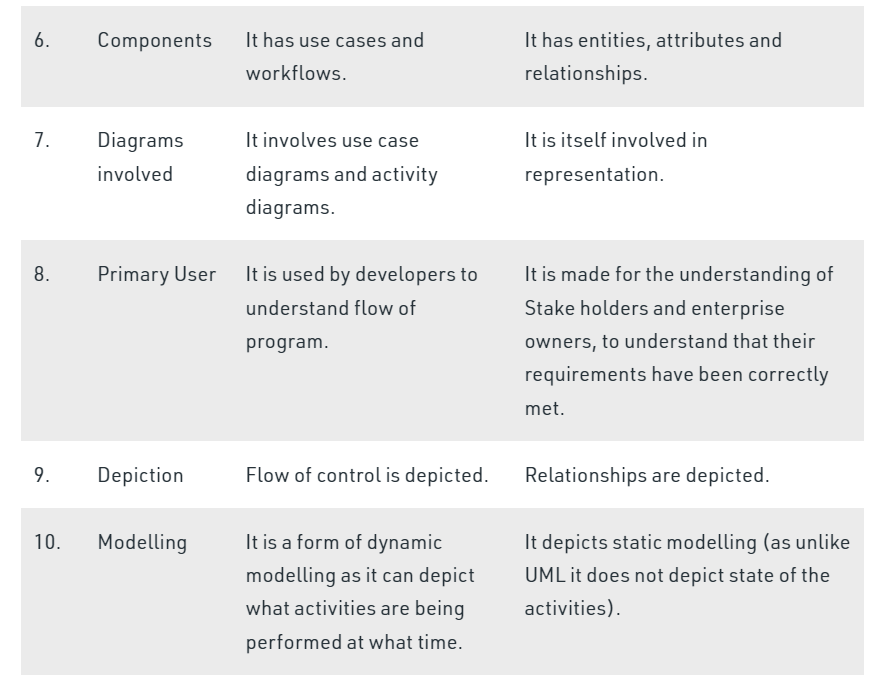 6. Components It has use cases and It has entities, attributes and
workflows. relationships.
7. Diagrams It involves use case It is itself involved in
involved diagrams and activity representation.
diagrams.
8. Primary User It is used by developers to It is made for the understanding of
understand flow of Stake holders and enterprise
program. owners, to understand that their
requirements have been correctly
met.
9. Depiction Flow of control is depicted. Relationships are depicted.
10. Modelling It is a form of dynamic It depicts static modelling (as unlike
modelling as it can depict UML it does not depict state of the
what activities are being activities).
performed at what time.